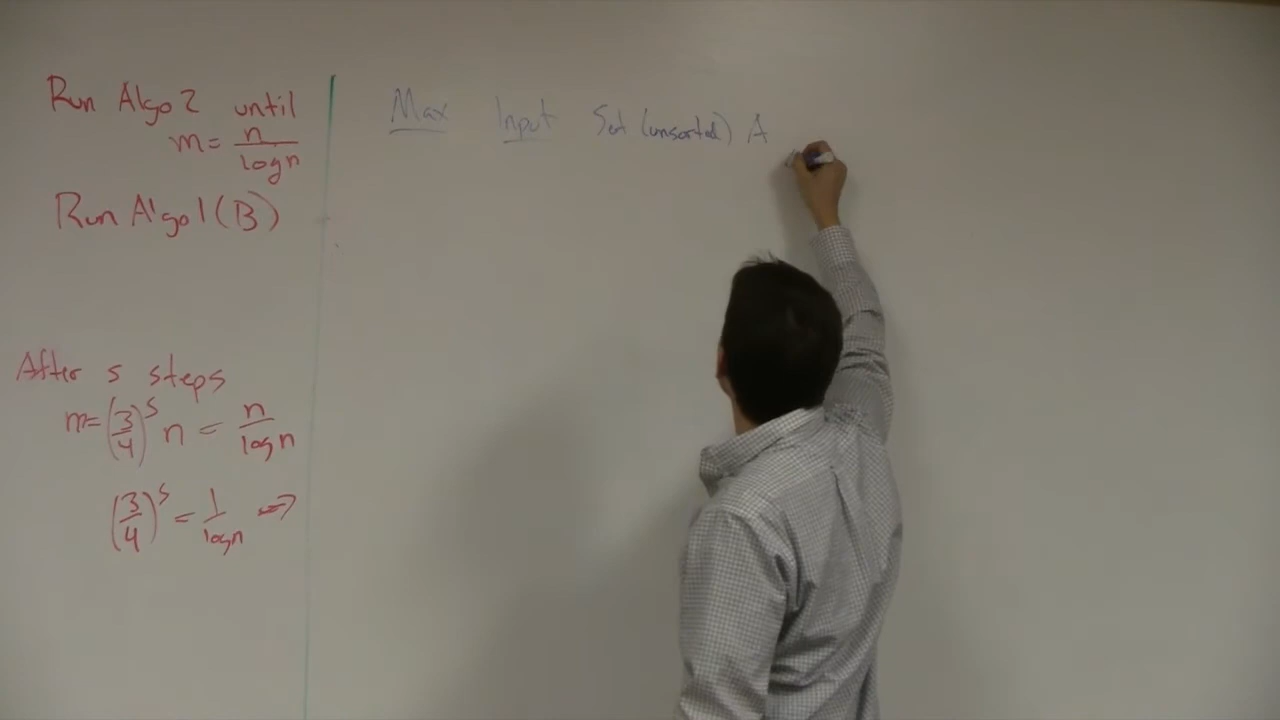 Run Algo 2 until
m = n/log n
Run Algo 1 (B)
After s steps
m = (3/4)^s n = n/log n
(3/4)^s = 1/log n =>
Max Input Set (unsorted) A